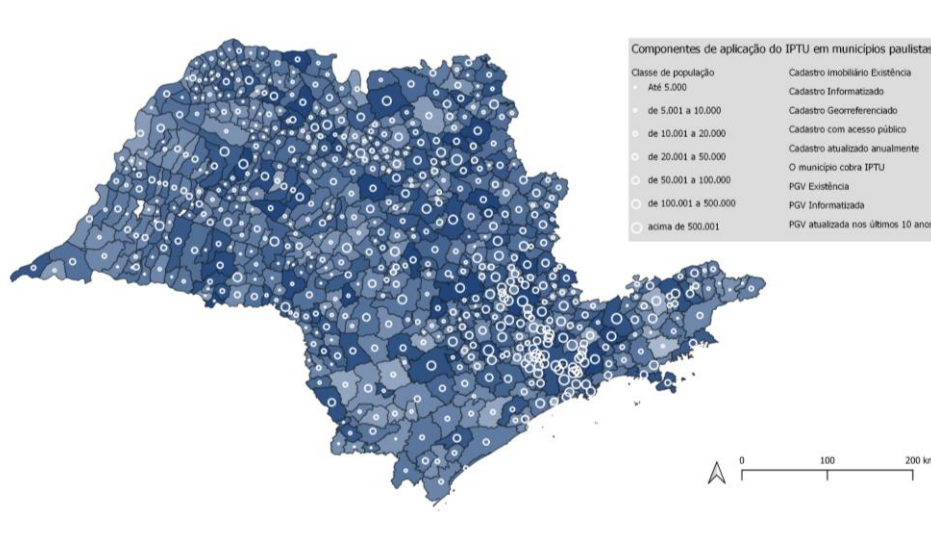 Componentes de aplicação do IPTU em municípios paulistas
Classe de população
Até 5.000
de 5.001 a 10.000
de 10.001 a 20.000
de 20.001 a 50.000
de 50.001 a 100.000
de 100.001 a 500.000
acima de 500.001
Cadastro imobiliário Existência
Cadastro Informatizado
Cadastro Georreferenciado
Cadastro com acesso público
Cadastro atualizado anualmente
O município cobra IPTU
PGV Existência
PGV Informatizada
PGV atualizada nos últimos 10 anos
0 100 200 km